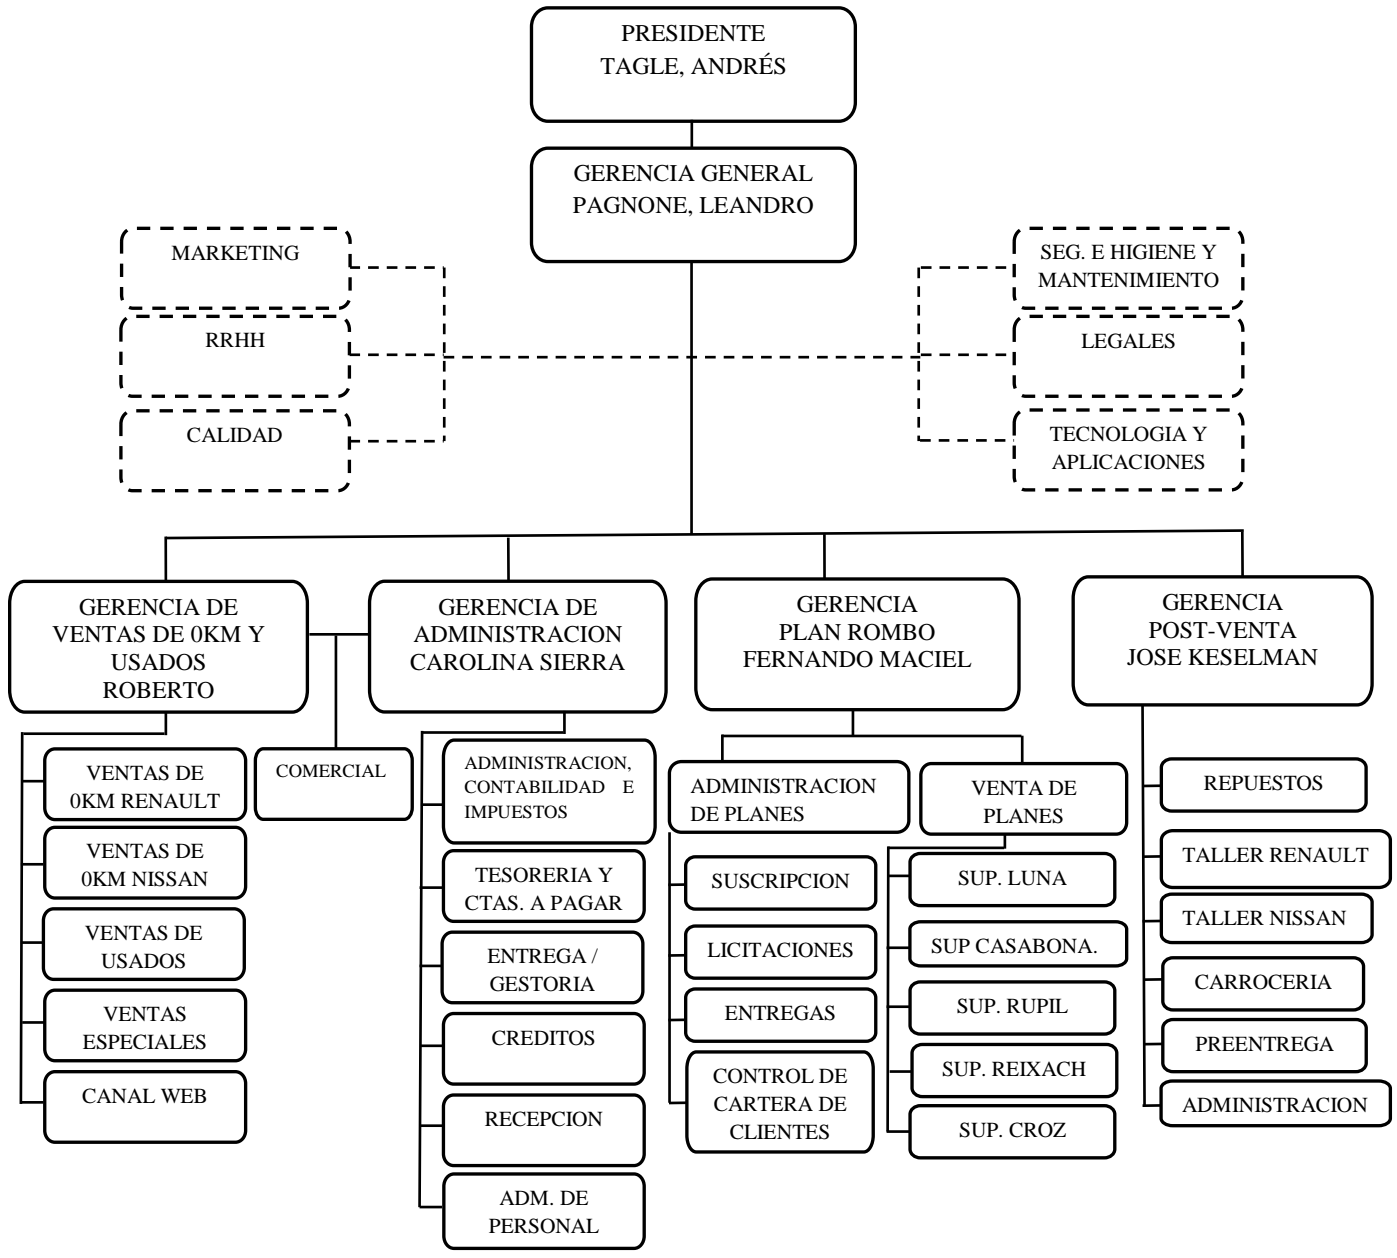 PRESIDENTE
TAGLE, ANDRÉS
GERENCIA GENERAL
PAGNONE, LEANDRO
MARKETING
RRHH
CALIDAD
SEG. E HIGIENE Y
MANTENIMIENTO
LEGALES
TECNOLOGIA Y
APLICACIONES
GERENCIA DE
VENTAS DE 0KM Y
USADOS
ROBERTO
GERENCIA DE
ADMINISTRACION
CAROLINA SIERRA
GERENCIA
PLAN ROMBO
FERNANDO MACIEL
GERENCIA
POST-VENTA
JOSE KESELMAN
VENTAS DE
0KM RENAULT
VENTAS DE
0KM NISSAN
VENTAS DE
USADOS
VENTAS
ESPECIALES
CANAL WEB
COMERCIAL
ADMINISTRACION,
CONTABILIDAD E
IMPUESTOS
TESORERIA Y
CTAS. A PAGAR
ENTREGA /
GESTORIA
CREDITOS
RECEPCION
ADM. DE
PERSONAL
ADMINISTRACION
DE PLANES
SUSCRIPCION
LICITACIONES
ENTREGAS
CONTROL DE
CARTERA DE
CLIENTES
VENTA DE
PLANES
SUP. LUNA
SUP CASABONA.
SUP. RUPIL
SUP. REIXACH
SUP. CROZ
REPUESTOS
TALLER RENAULT
TALLER NISSAN
CARROCERIA
PREENTREGA
ADMINISTRACION